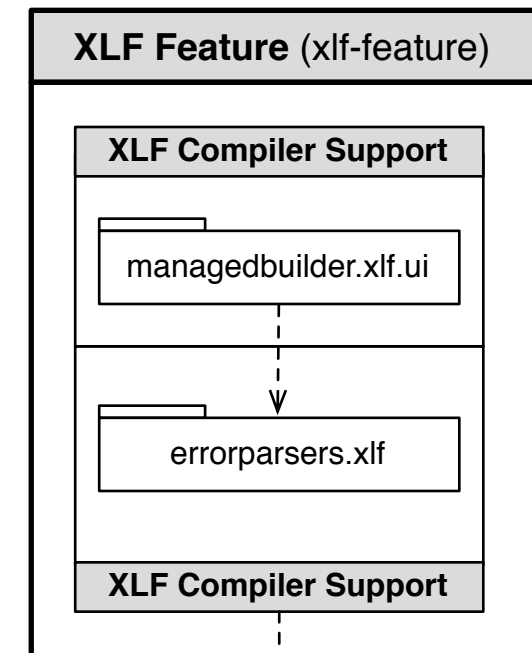 XLF Feature (xlf-feature)
XLF Compiler Support
managedbuilder.xlf.ui
errorparsers.xlf
XLF Compiler Support